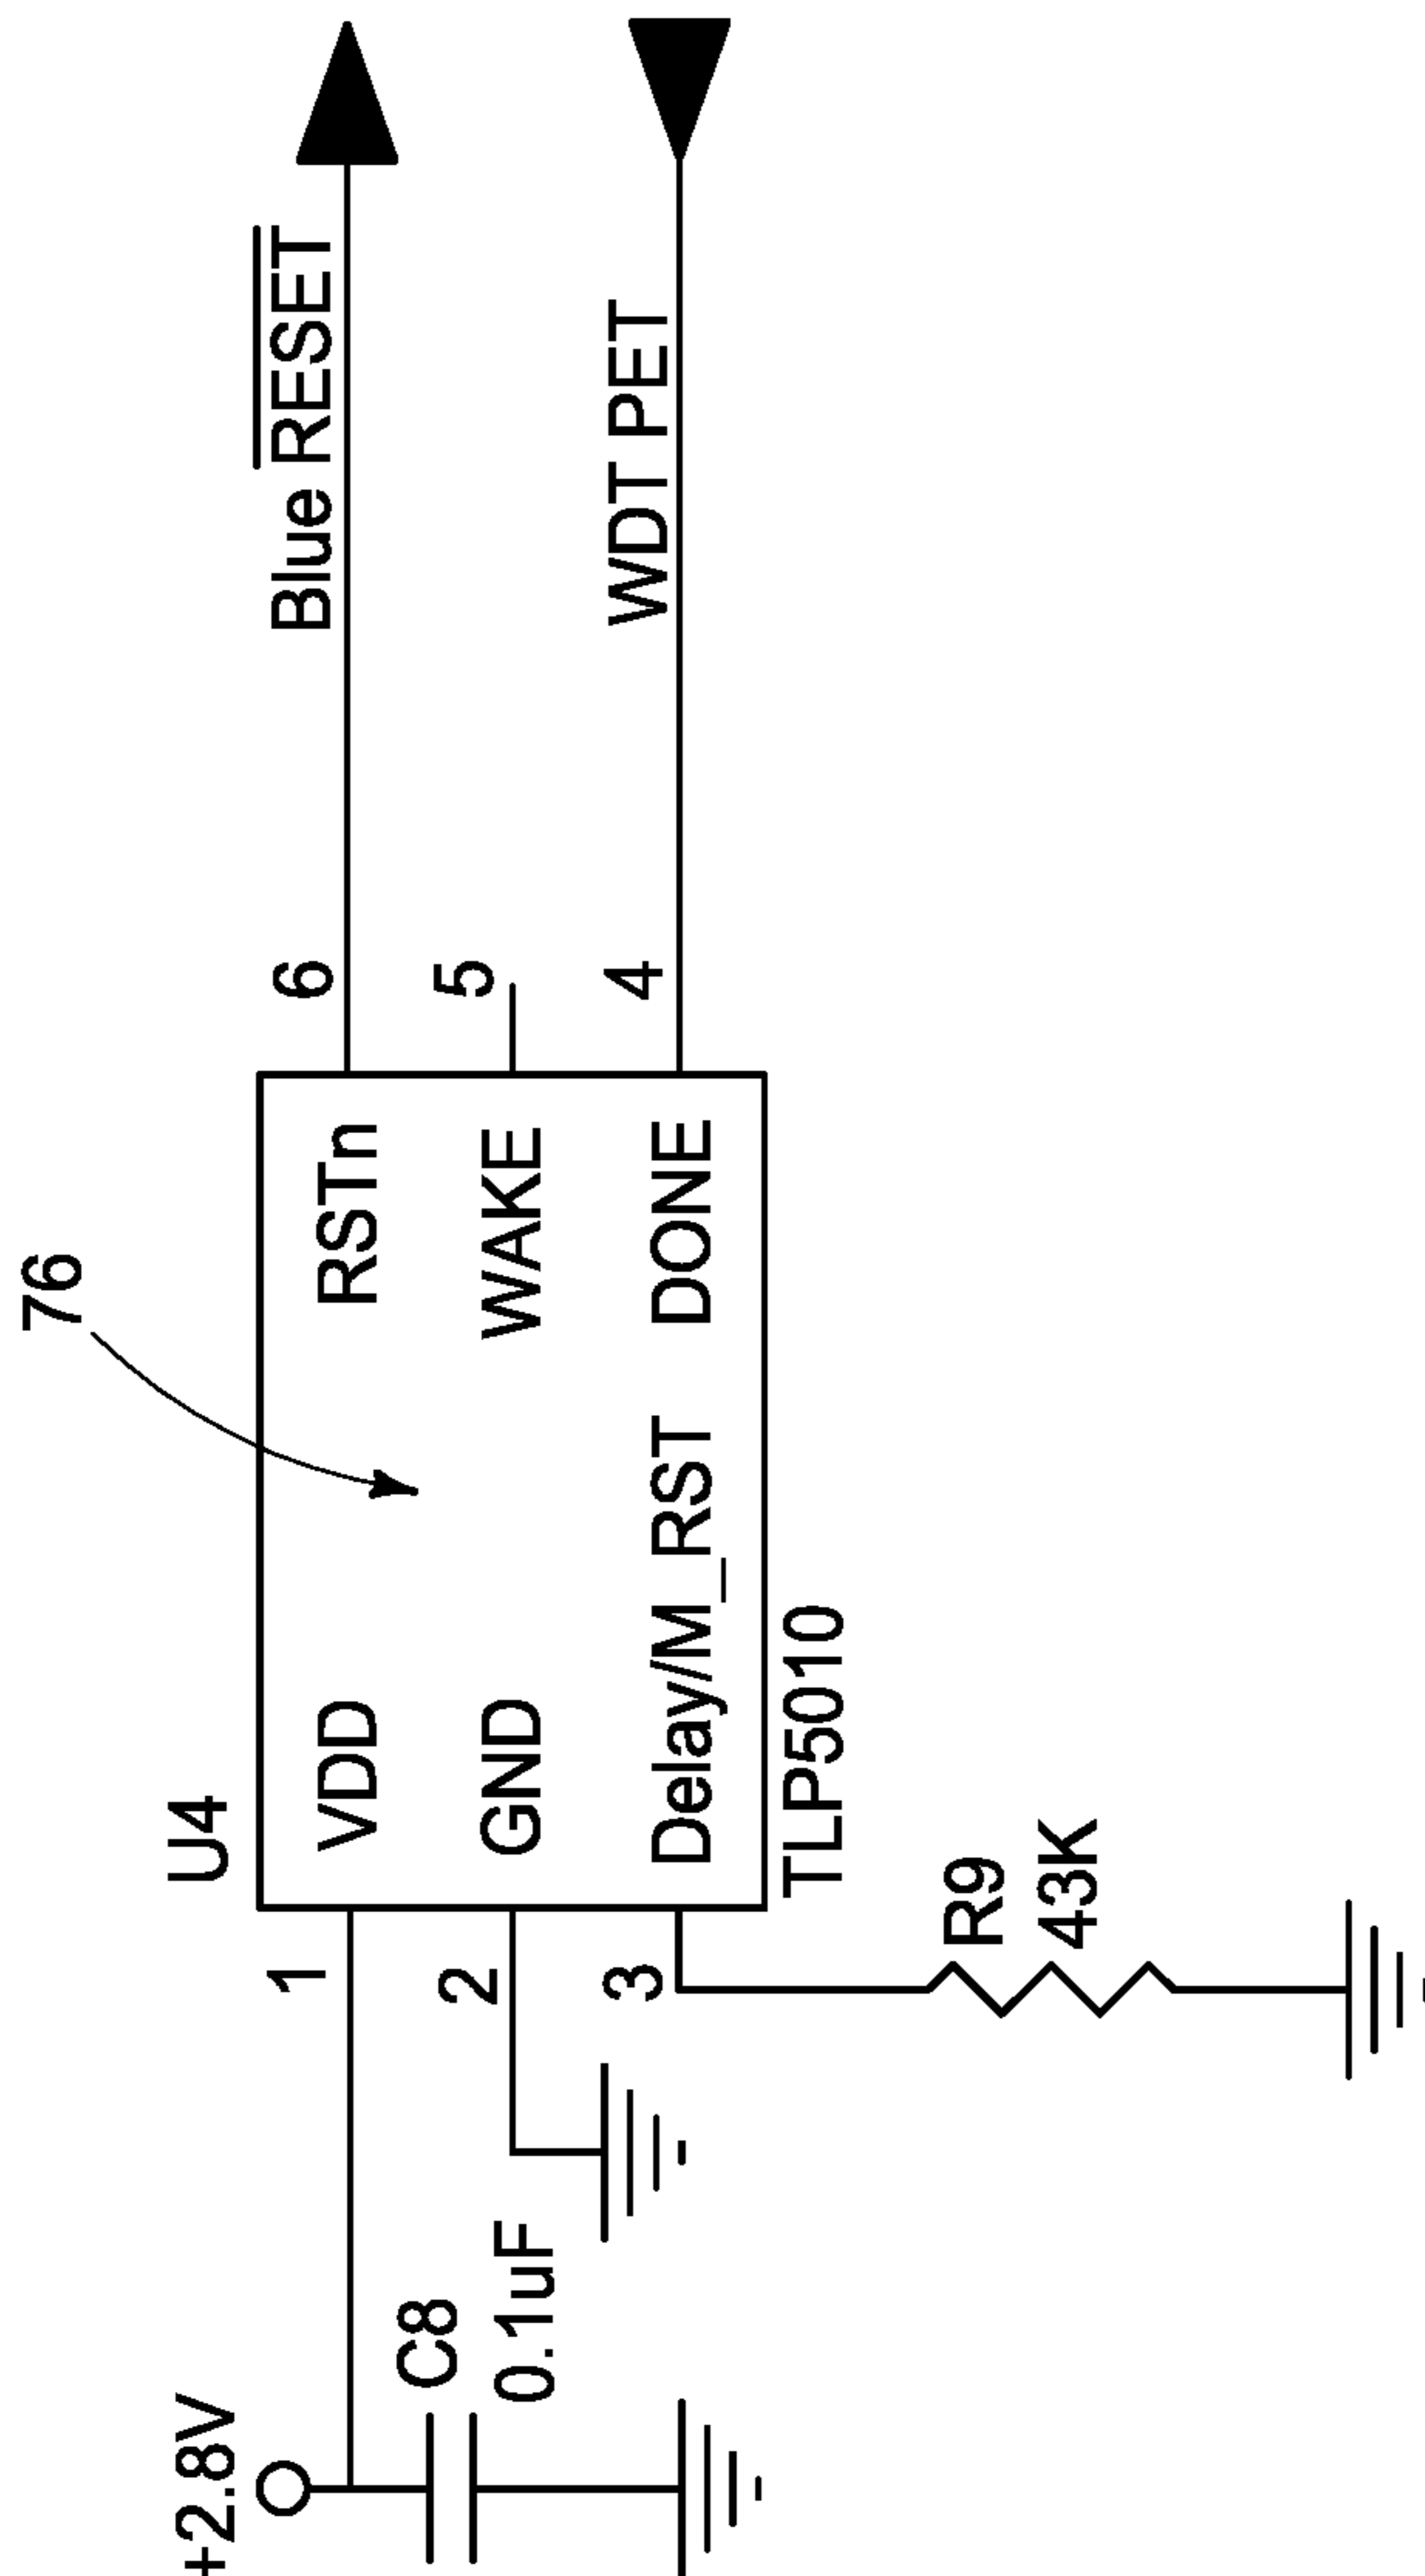 76
U4
+2.8V
1
VDD
RSTn
6
Blue RESET
C8
0.1uF
2
GND
WAKE
5
3
Delay/M_RST
DONE
4
WDT PET
TLP5010
R9
43K